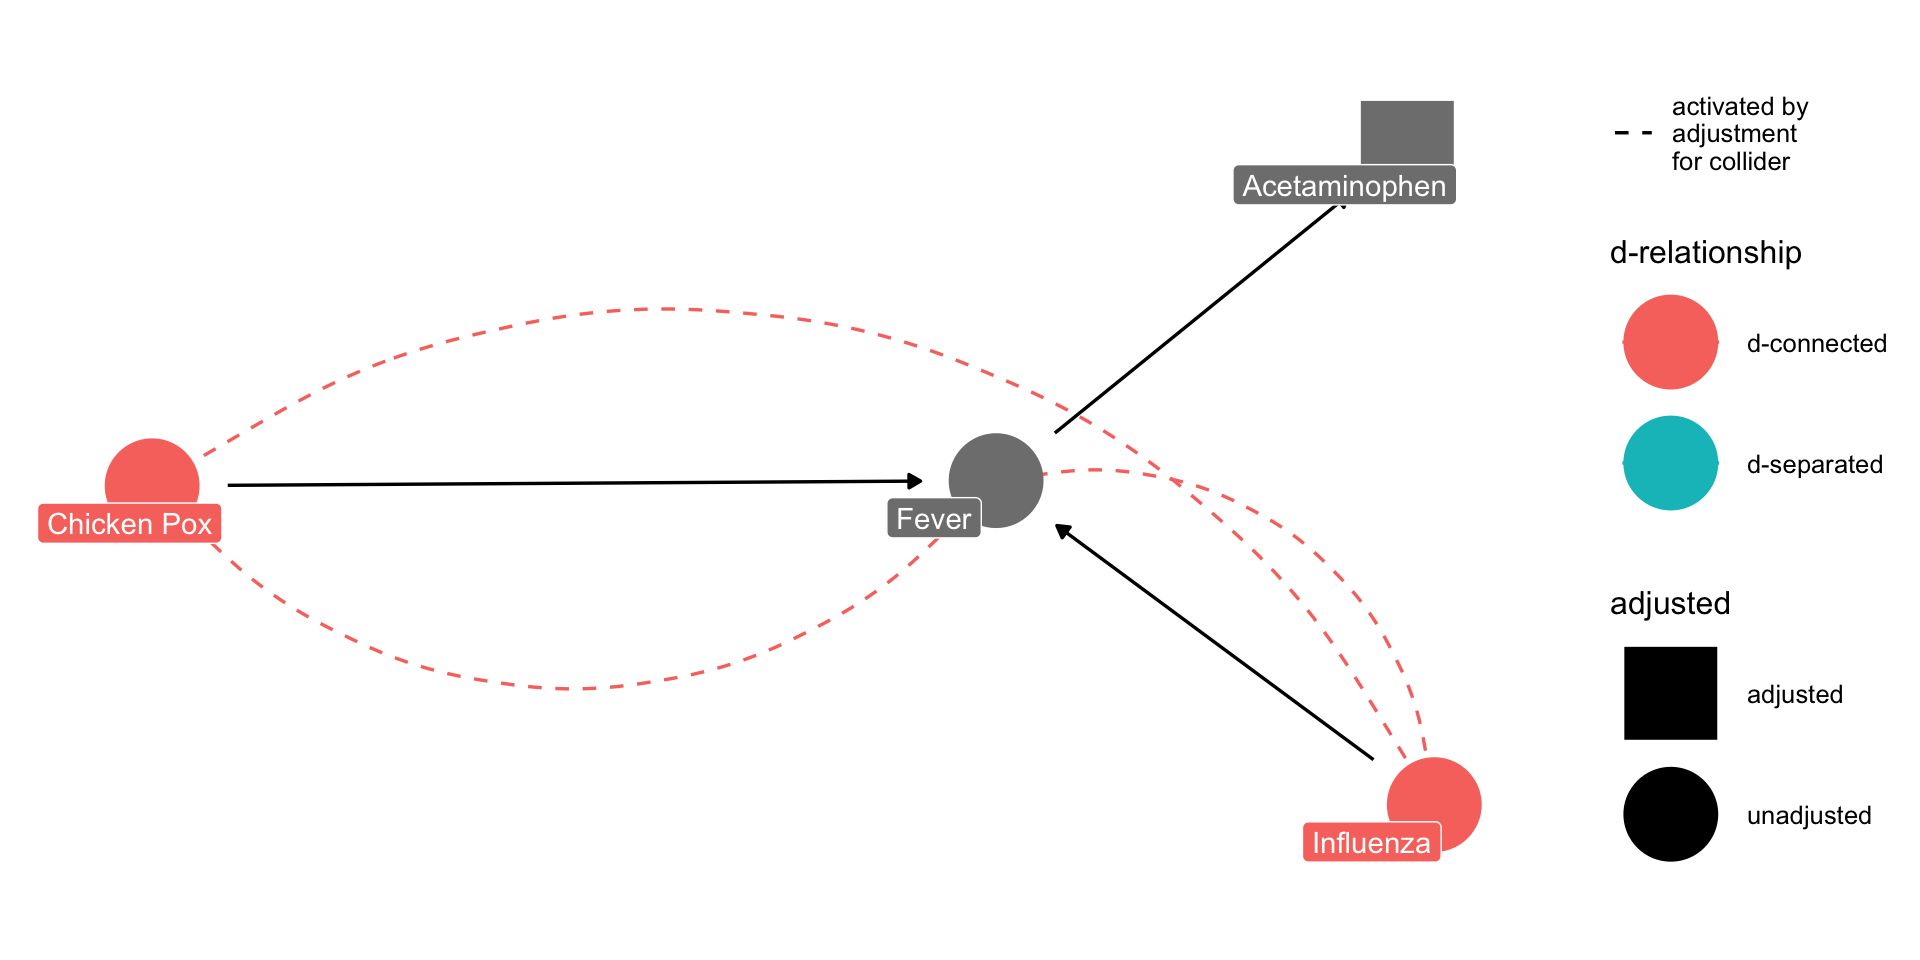 Acetaminophen
Chicken Pox
Fever
Influenza
activated by
adjustment
for collider
d-relationship
d-connected
d-separated
adjusted
adjusted
unadjusted